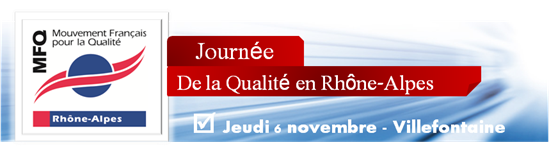 MFQ
Mouvement Français
pour la Qualité
Rhône-Alpes
Journée
De la Qualité en Rhône-Alpes
Jeudi 6 novembre - Villefontaine